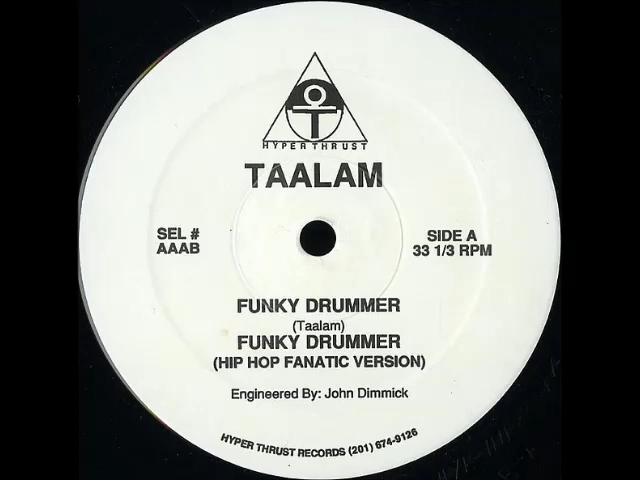 HYPER THRUST
TAALAM
SEL #
AAAB
SIDE A
33 1/3 RPM
FUNKY DRUMMER
(Taalam)
FUNKY DRUMMER
(HIP HOP FANATIC VERSION)
Engineered By: John Dimmick
HYPER THRUST RECORDS (201) 674-9126